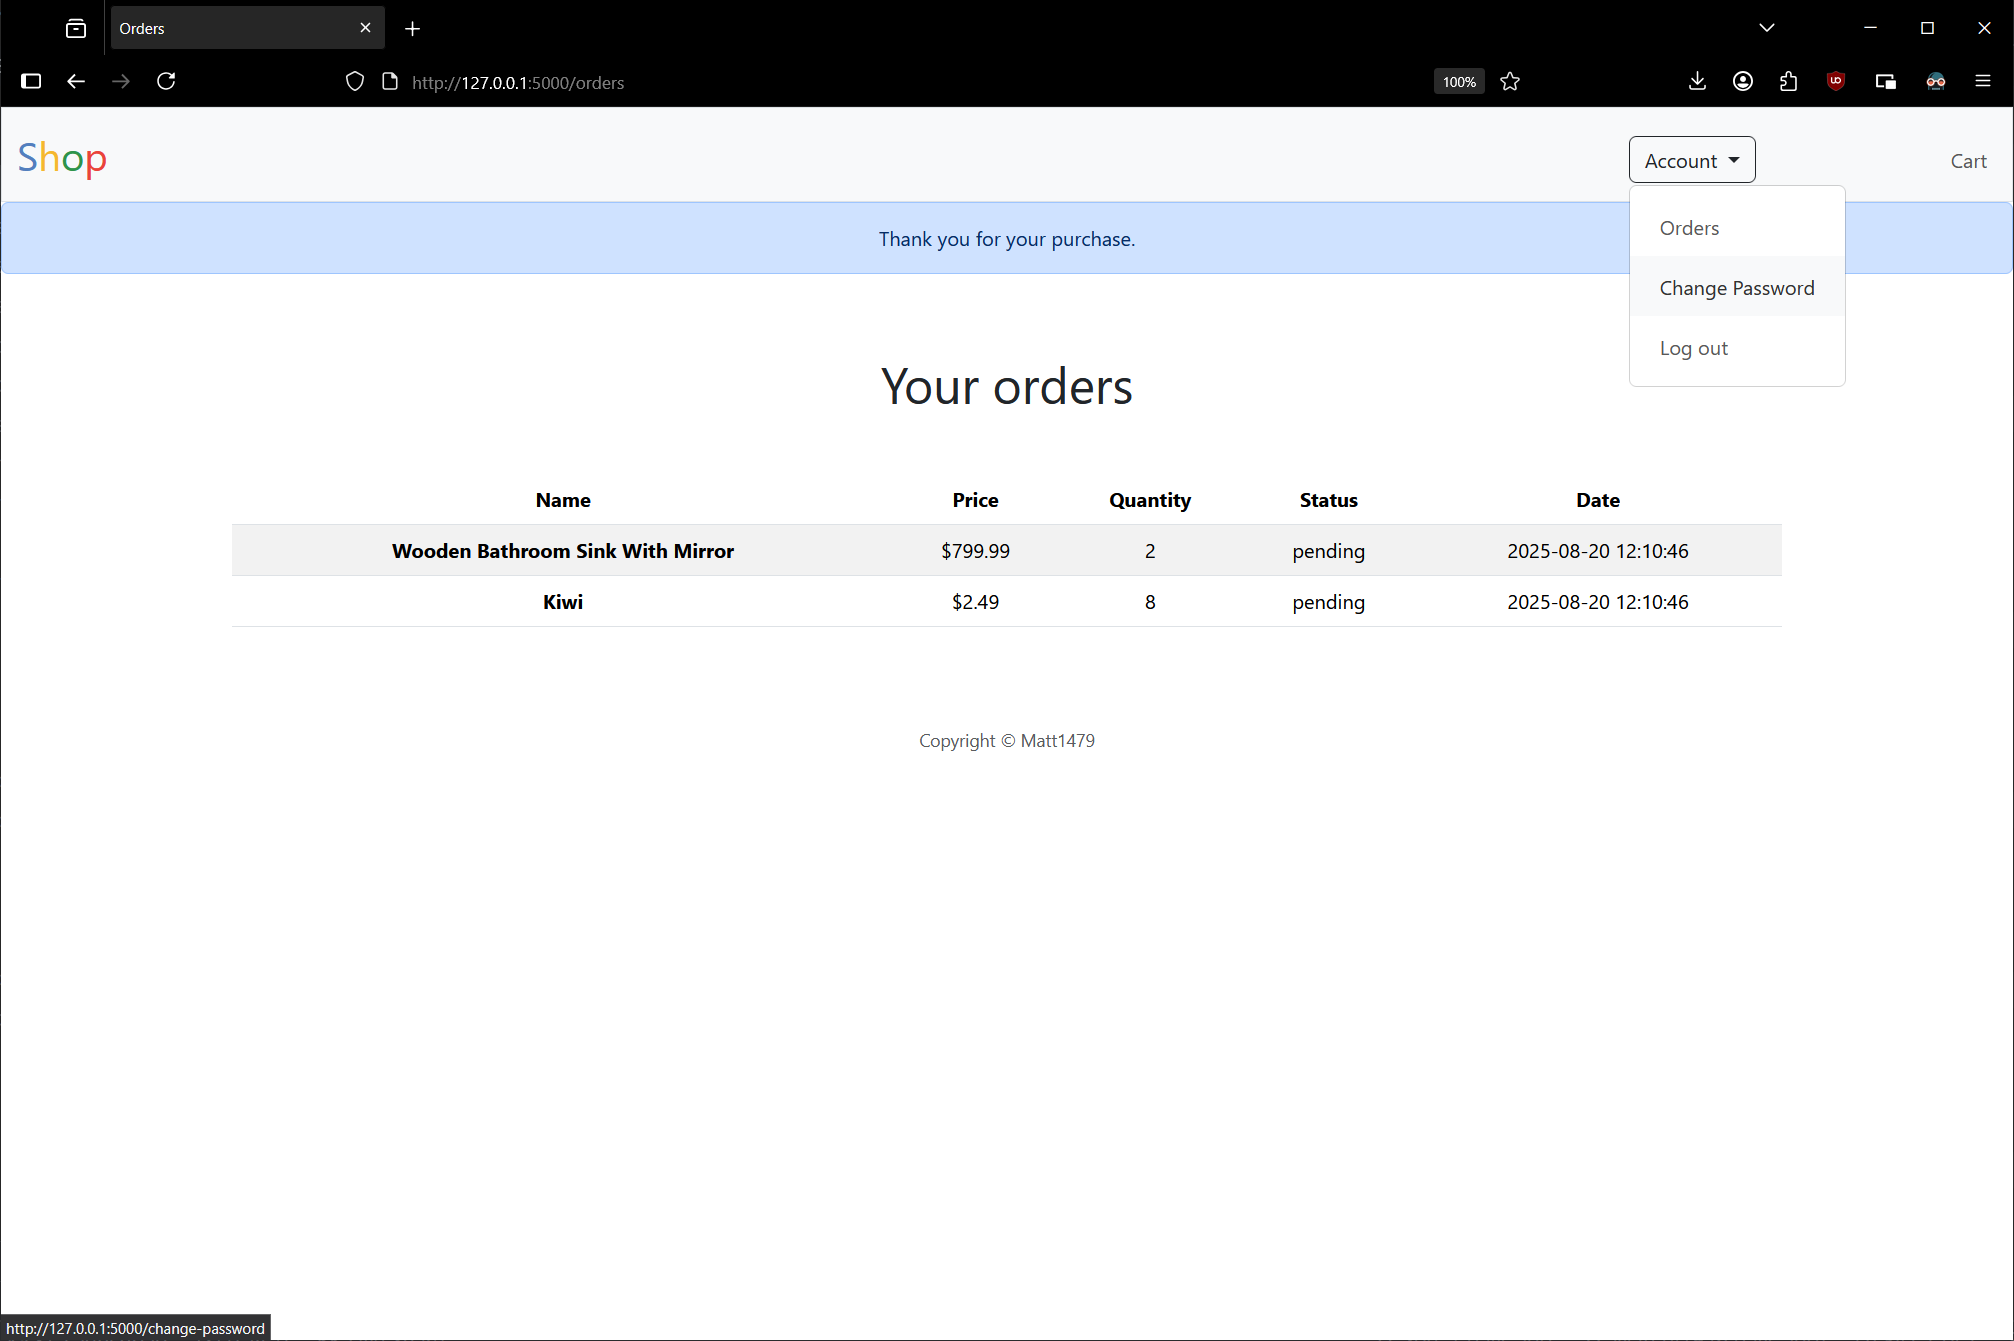 Orders
http://127.0.0.1:5000/orders
100%
Shop
Account
Cart
Thank you for your purchase.
Orders
Change Password
Log out
Your orders
Name Price Quantity Status Date
Wooden Bathroom Sink With Mirror $799.99 2 pending 2025-08-20 12:10:46
Kiwi $2.49 8 pending 2025-08-20 12:10:46
Copyright © Matt1479
http://127.0.0.1:5000/change-password